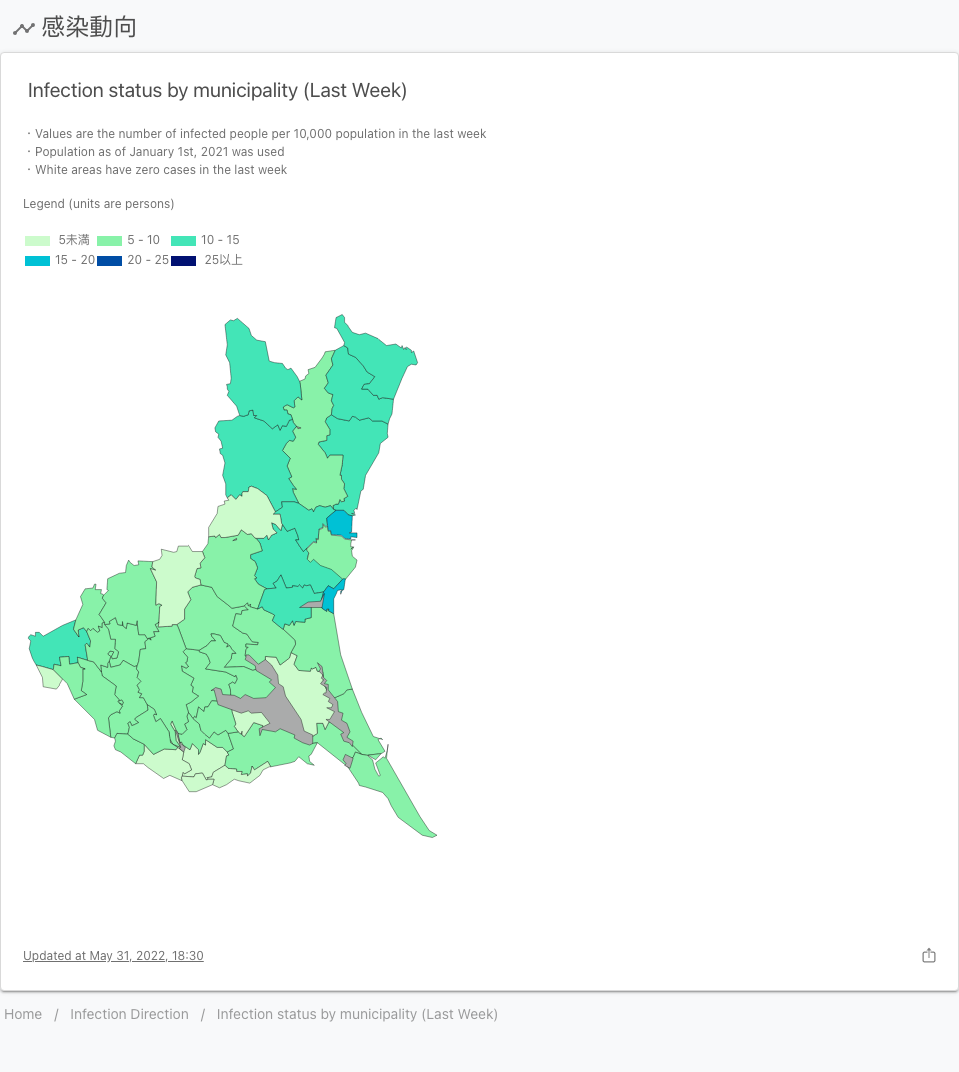 感染動向
Infection status by municipality (Last Week)
・Values are the number of infected people per 10,000 population in the last week
・Population as of January 1st, 2021 was used
・White areas have zero cases in the last week
Legend (units are persons)
5未満 5 - 10 10 - 15
15 - 20 20 - 25 25以上
Updated at May 31, 2022, 18:30
Home / Infection Direction / Infection status by municipality (Last Week)